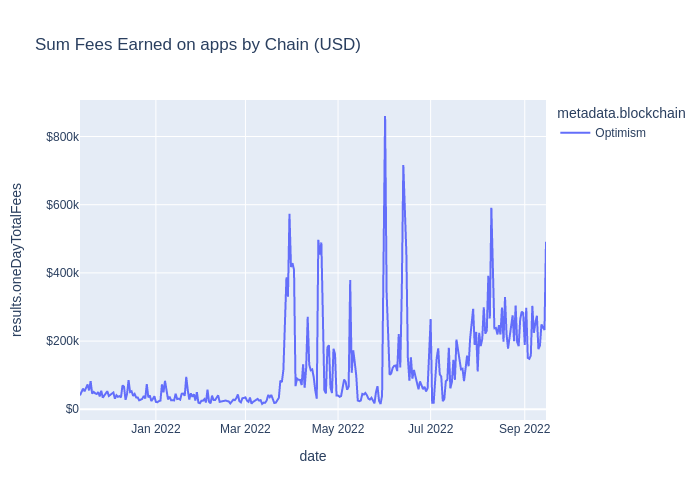 Sum Fees Earned on apps by Chain (USD)
metadata.blockchain
Optimism
results.oneDayTotalFees
$800k
$600k
$400k
$200k
$0
Jan 2022
Mar 2022
May 2022
Jul 2022
Sep 2022
date